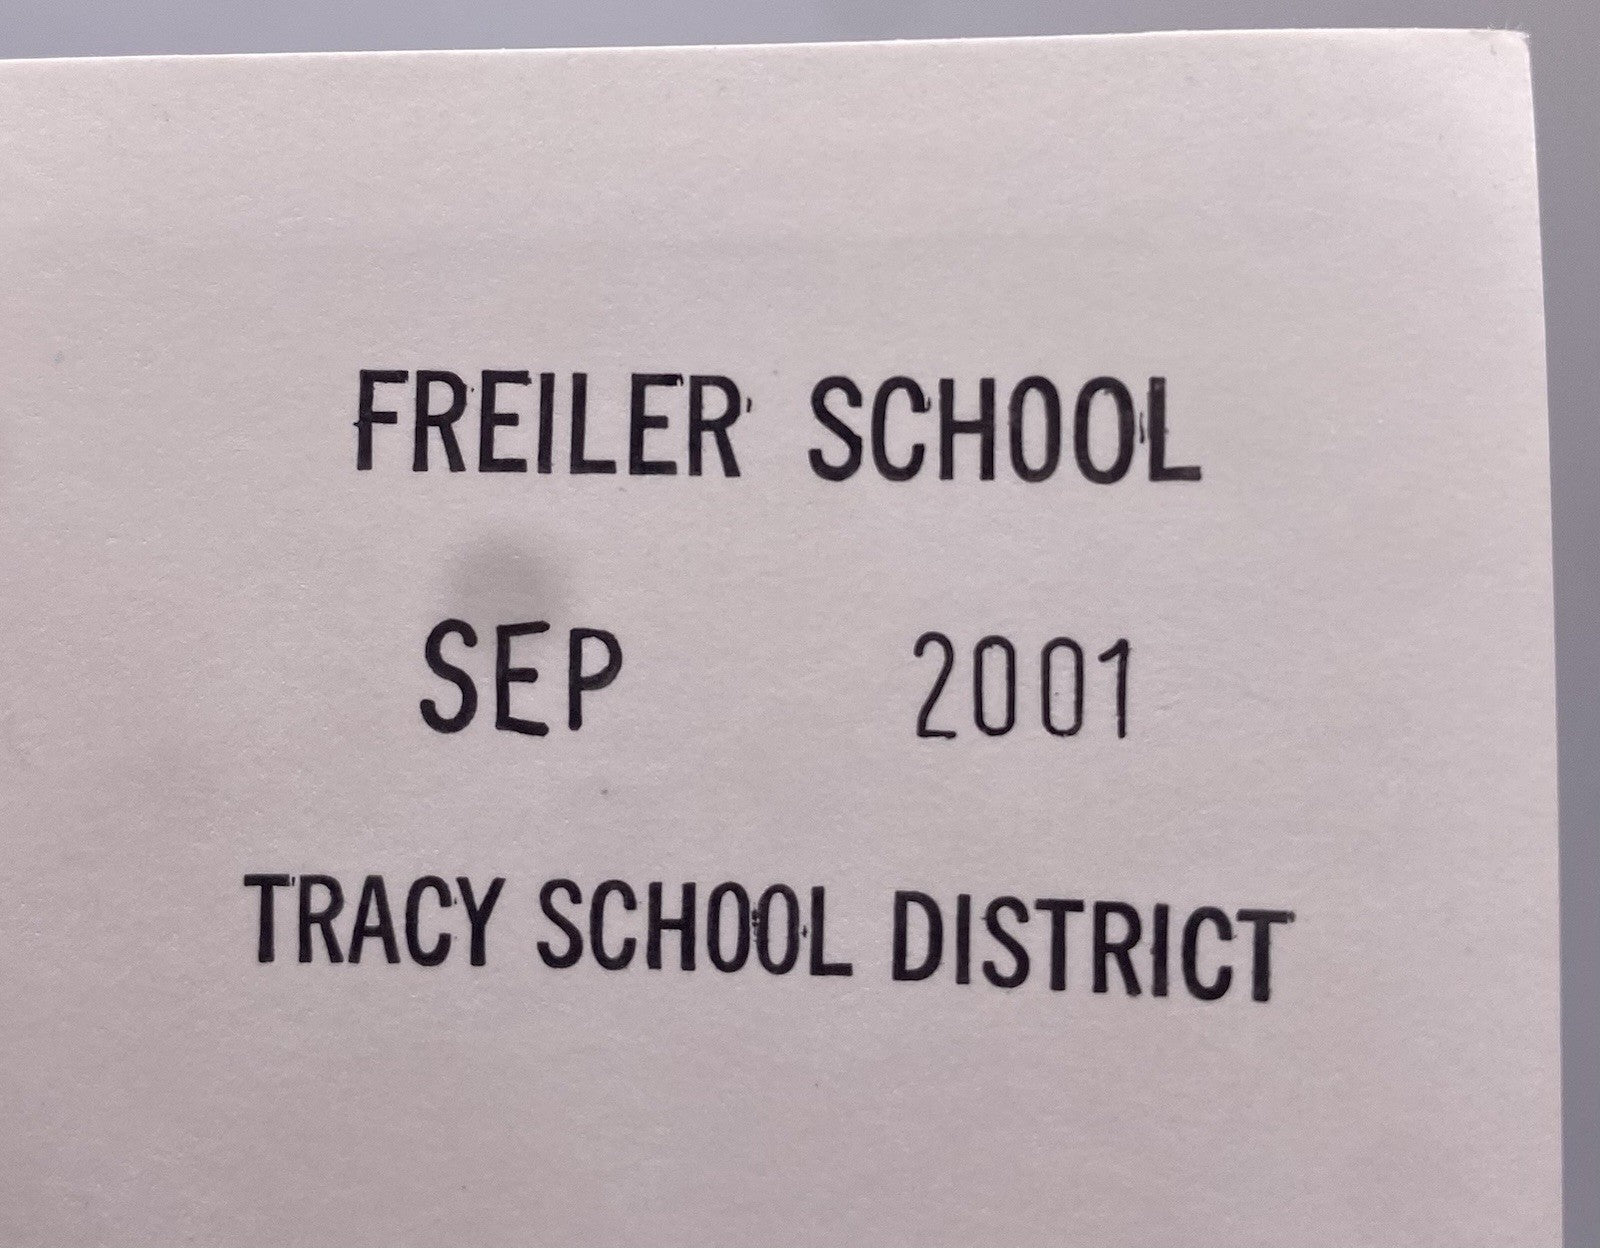 FREILER SCHOOL
SEP 2001
TRACY SCHOOL DISTRICT